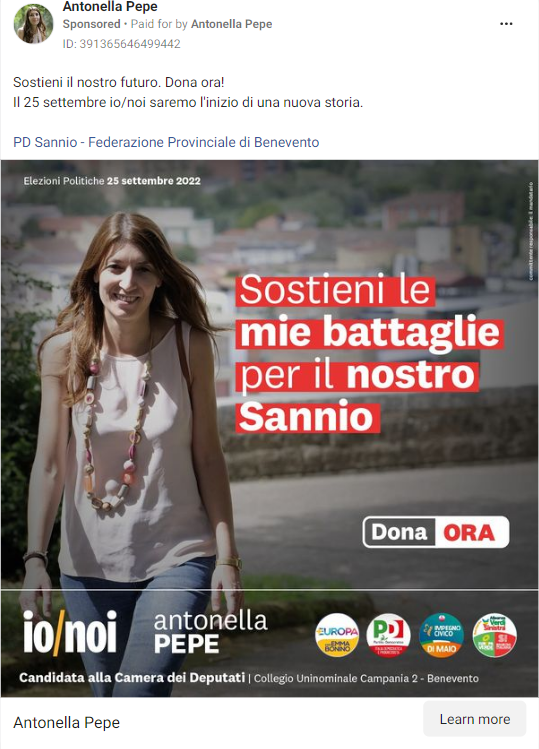 Antonella Pepe
Sponsored • Paid for by Antonella Pepe
ID: 391365646499442
Sostieni il nostro futuro. Dona ora!
Il 25 settembre io/noi saremo l'inizio di una nuova storia.
PD Sannio - Federazione Provinciale di Benevento
Elezioni Politiche 25 settembre 2022
committente responsabile: il mandatario
Sostieni le
mie battaglie
per il nostro
Sannio
Dona ORA
io/noi
antonella
PEPE
+EUROPA
EMMA
BONINO
PD
Partito Democratico
IMPEGNO
CIVICO
DI MAIO
Alleanza
Verdi
Sinistra
SI
Candidata alla Camera dei Deputati | Collegio Uninominale Campania 2 - Benevento
Antonella Pepe
Learn more